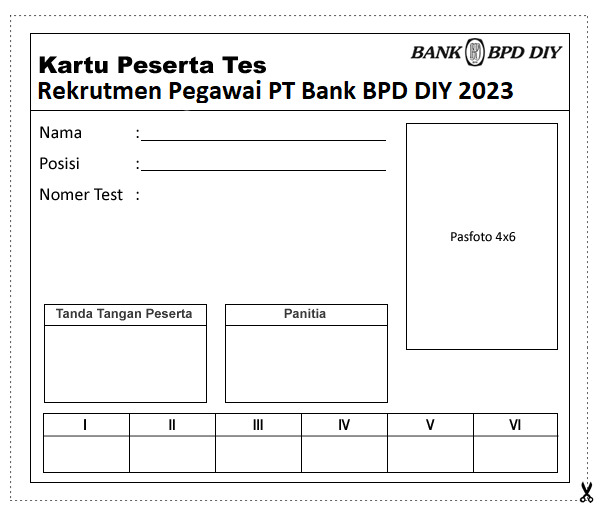 BANK BPD DIY
Kartu Peserta Tes
Rekrutmen Pegawai PT Bank BPD DIY 2023
Nama :
Posisi :
Nomer Test :
Pasfoto 4x6
Tanda Tangan Peserta Panitia
I II III IV V VI